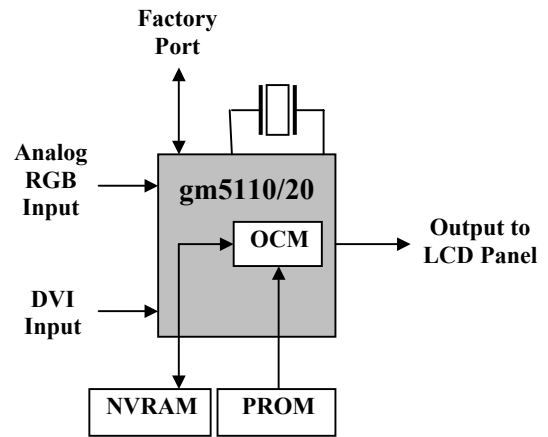 Factory
Port
Analog
RGB
Input
gm5110/20
OCM
Output to
LCD Panel
DVI
Input
NVRAM
PROM